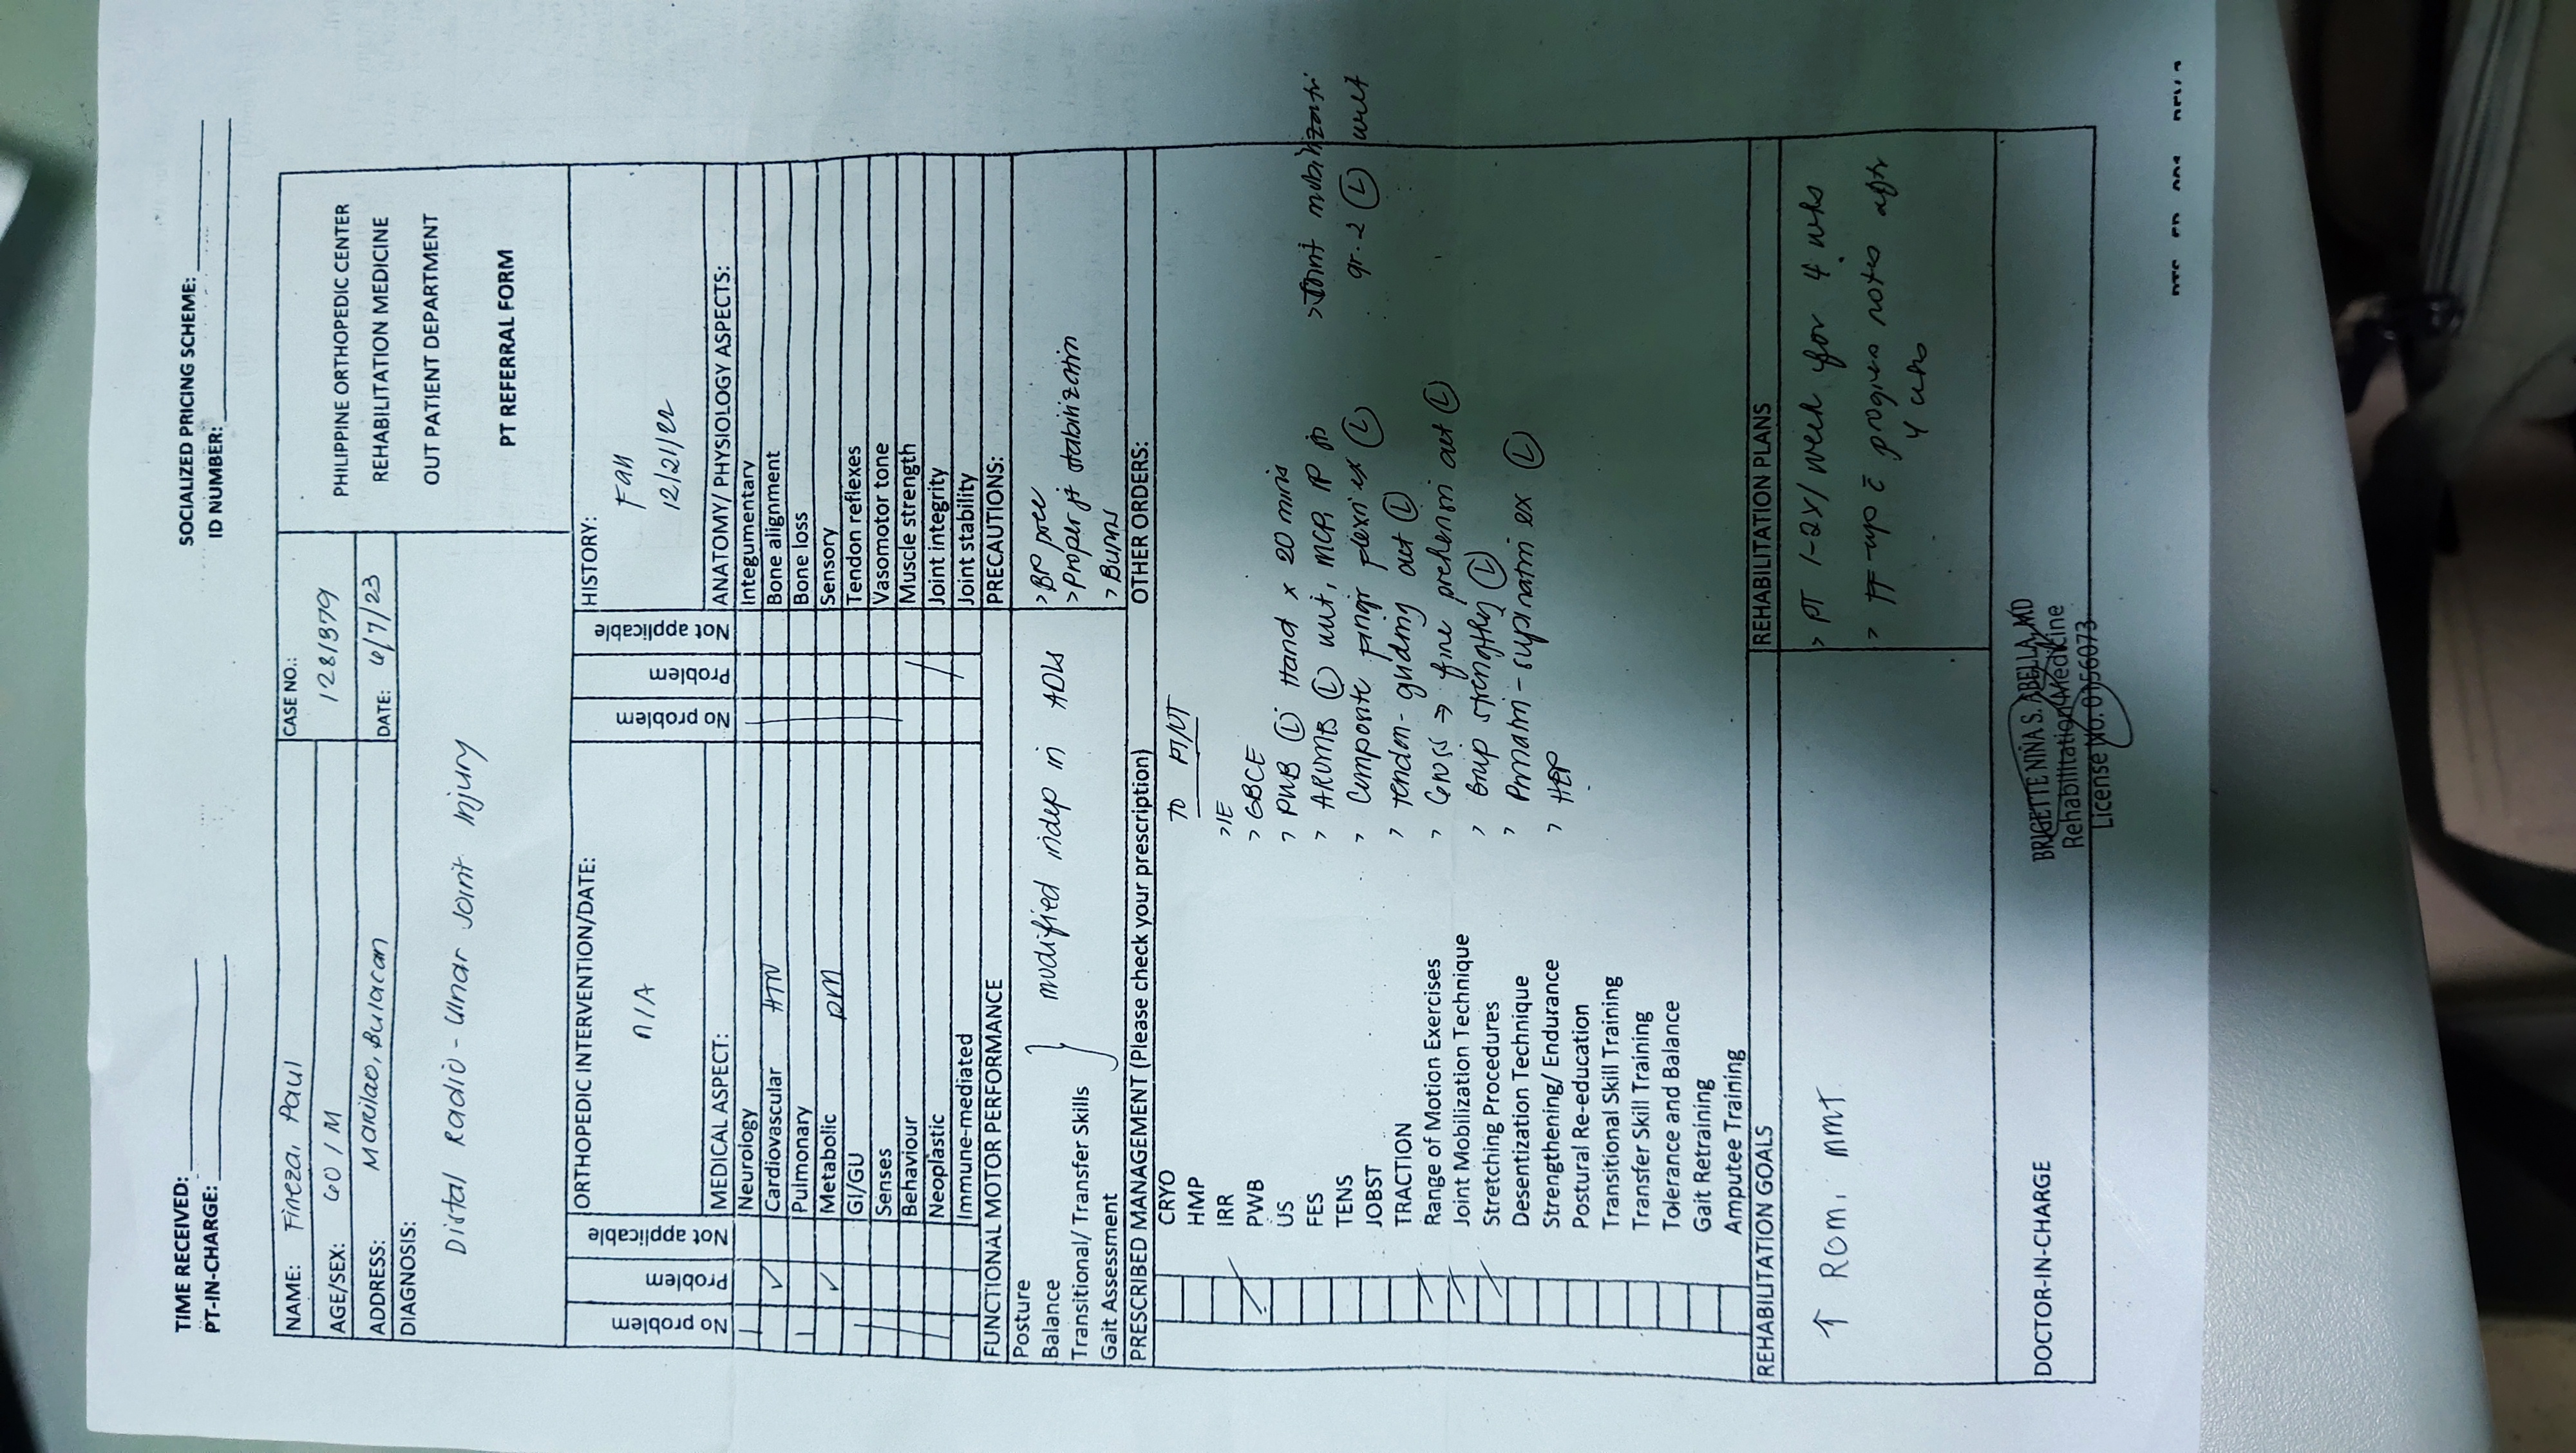 TIME RECEIVED:
PT-IN-CHARGE:
SOCIALIZED PRICING SCHEME:
ID NUMBER:
NAME: Fineza, Paul
CASE NO.:
1281379
AGE/SEX: 60 / M
ADDRESS: Marilao, Bulacan
DATE: 6/7/23
DIAGNOSIS:
Distal Radio-Ulnar Joint Injury
PHILIPPINE ORTHOPEDIC CENTER
REHABILITATION MEDICINE
OUT PATIENT DEPARTMENT
PT REFERRAL FORM
No problem
Problem
Not applicable
ORTHOPEDIC INTERVENTION/DATE:
n/A
MEDICAL ASPECT:
Neurology
Cardiovascular HTN
Pulmonary
Metabolic DM
GI/GU
Senses
Behaviour
Neoplastic
Immune-mediated
No problem
Problem
Not applicable
HISTORY:
Fall
12/21/22
ANATOMY/ PHYSIOLOGY ASPECTS:
Integumentary
Bone alignment
Bone loss
Sensory
Tendon reflexes
Vasomotor tone
Muscle strength
Joint integrity
Joint stability
FUNCTIONAL MOTOR PERFORMANCE
Posture
Balance
Transitional/ Transfer Skills
Gait Assessment
modified indep in ADLs
PRECAUTIONS:
> BP prec
> Proper jt stabilization
> Burns
PRESCRIBED MANAGEMENT (Please check your prescription)
CRYO
HMP
IRR
PWB
US
FES
TENS
JOBST
TRACTION
Range of Motion Exercises
Joint Mobilization Technique
Stretching Procedures
Desentization Technique
Strengthening/ Endurance
Postural Re-education
Transitional Skill Training
Transfer Skill Training
Tolerance and Balance
Gait Retraining
Amputee Training
OTHER ORDERS:
To PT/OT
> IE
> GBCE
> PWB Ⓛ Hand x 20 mins
> AROME Ⓛ wrist, MCP, IP jts
> Composite finger flexn ex Ⓛ
> tendon-gliding act Ⓛ
> Gross → fine prehension act Ⓛ
> Grip strengthg Ⓛ
> Pronation-supination ex Ⓛ
> HEP
> Joint mobilization
gr. 2 Ⓛ wrist
REHABILITATION GOALS
↑ ROM, MMT
REHABILITATION PLANS
> PT 1-2x/week for 4 wks
> ff-up c̄ progress notes after
4 wks
DOCTOR-IN-CHARGE
BRIGETTE NIÑA S. ABELLA, MD
Rehabilitation Medicine
License No. 0156073